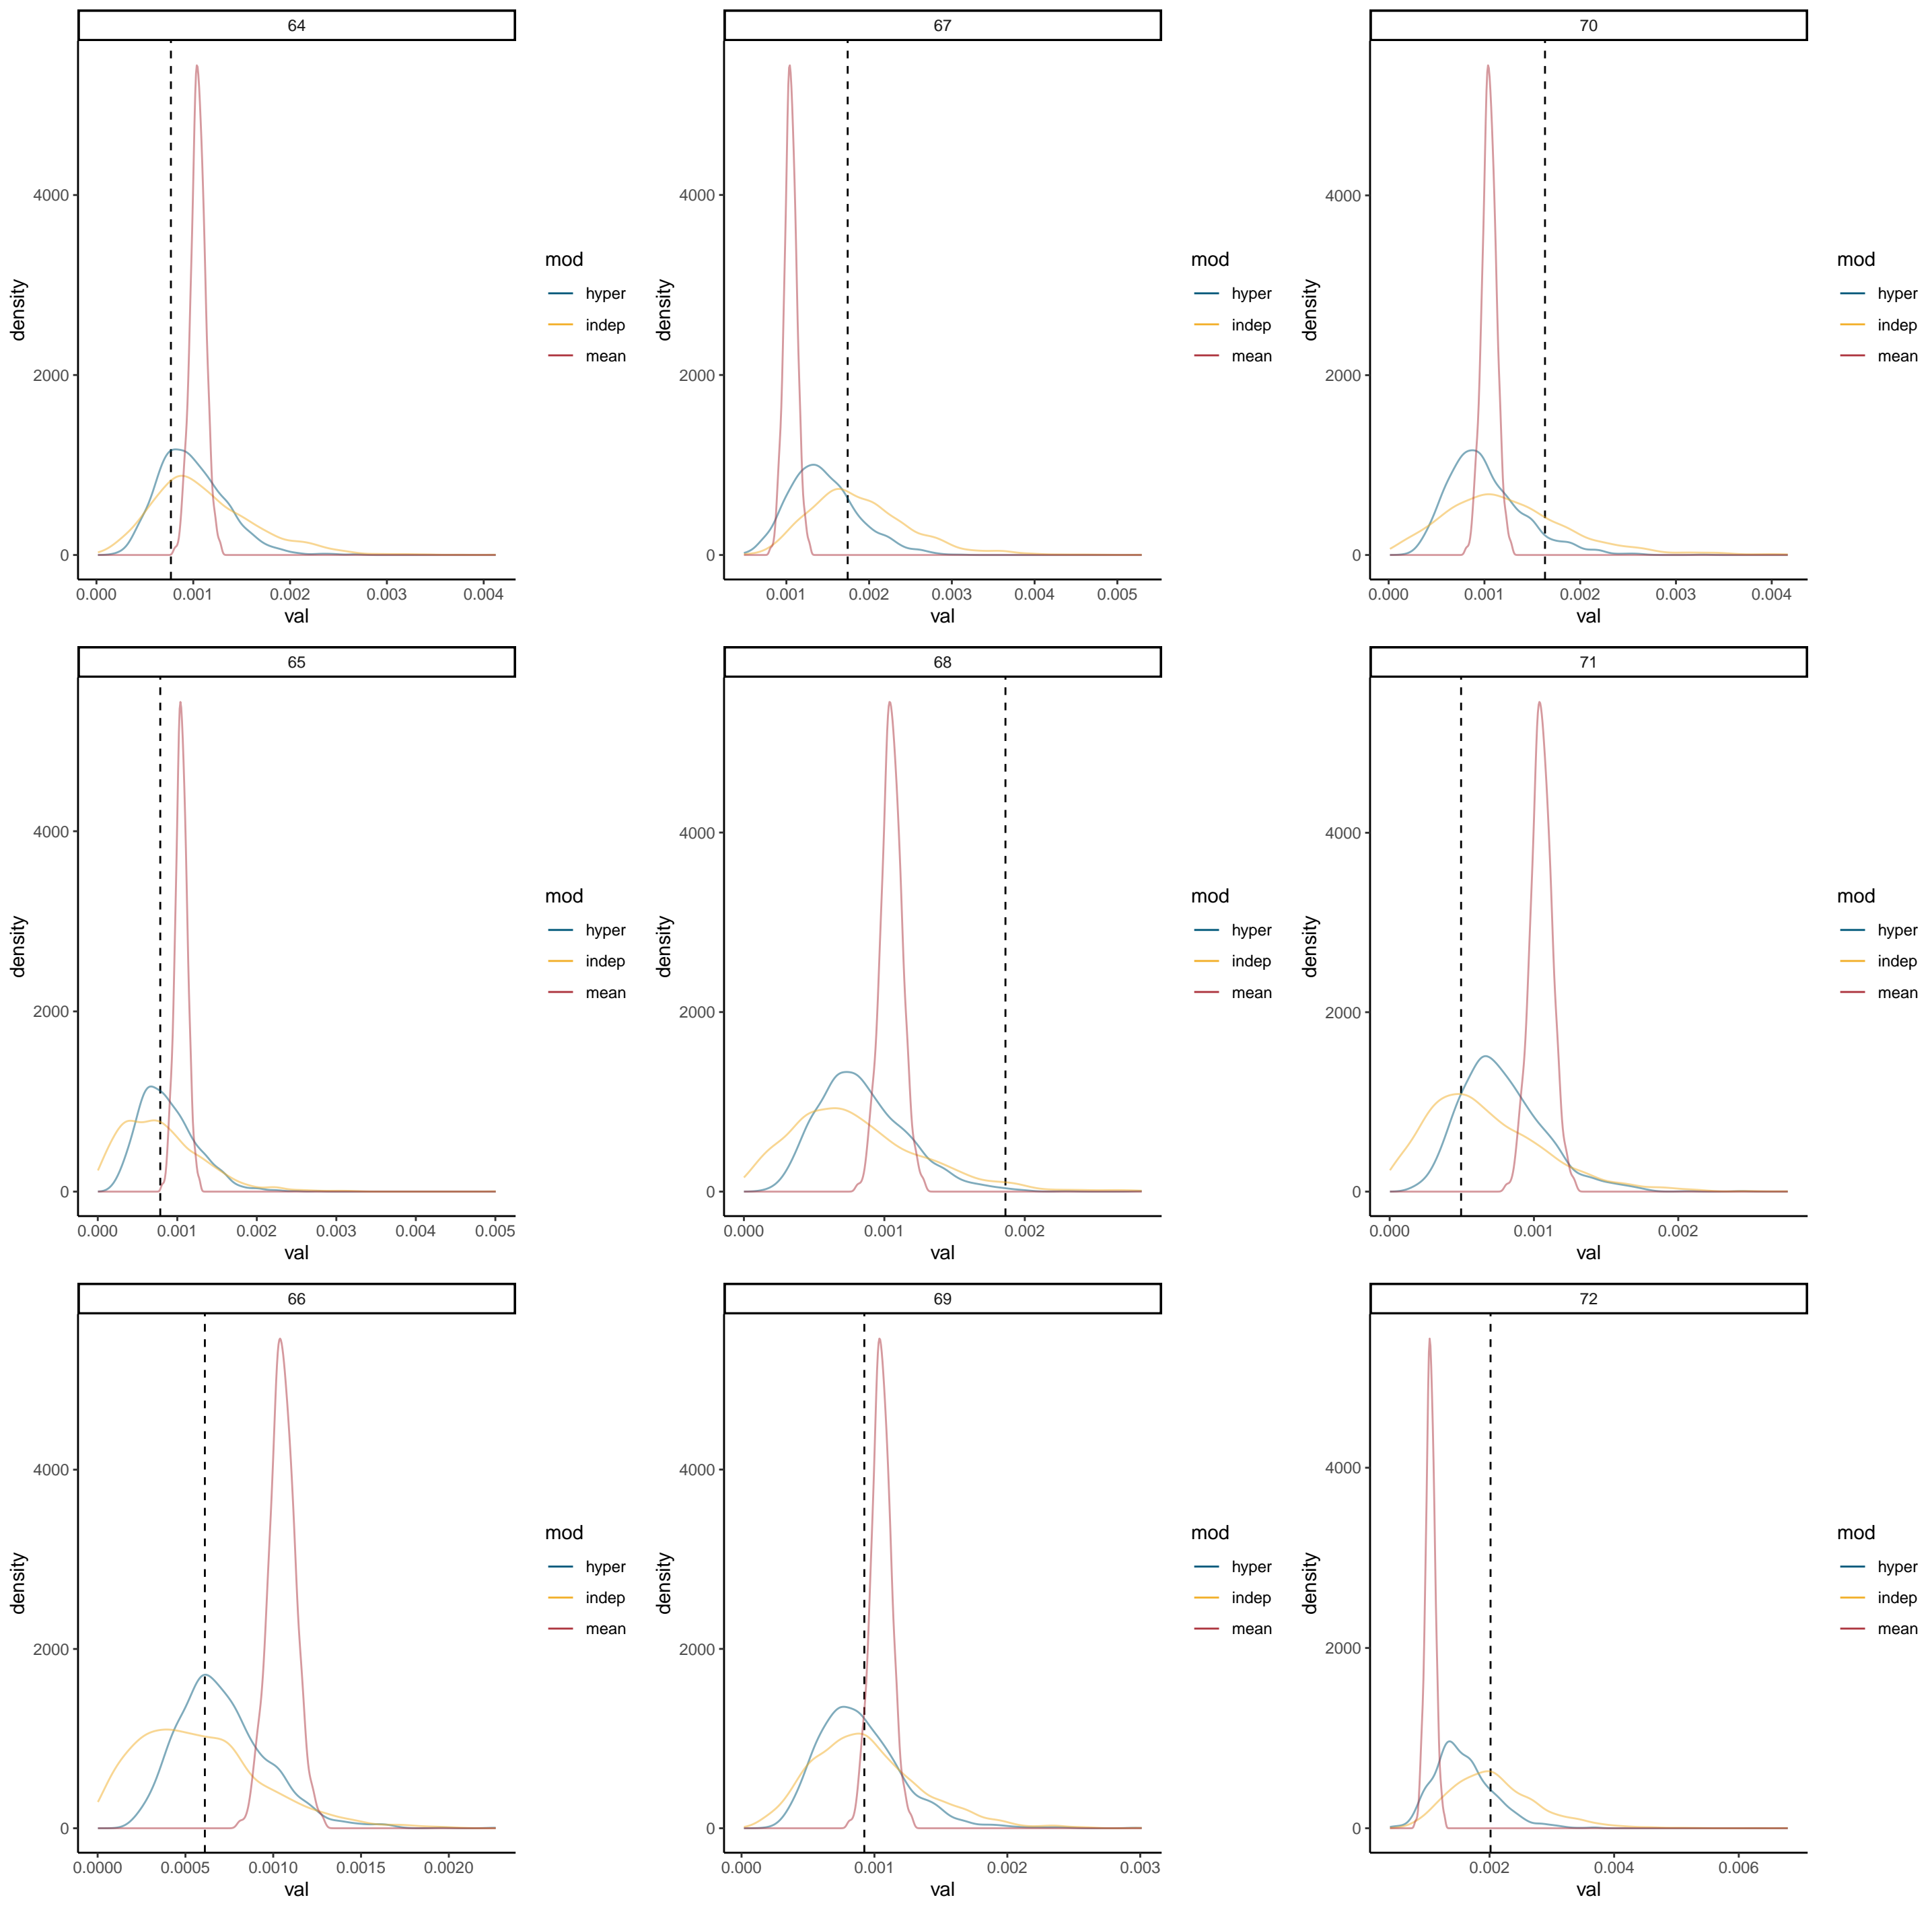 64
density
4000
2000
0
0.000 0.001 0.002 0.003 0.004
val
mod
hyper
indep
mean
67
density
4000
2000
0
0.001 0.002 0.003 0.004 0.005
val
mod
hyper
indep
mean
70
density
4000
2000
0
0.000 0.001 0.002 0.003 0.004
val
mod
hyper
indep
mean
65
density
4000
2000
0
0.000 0.001 0.002 0.003 0.004 0.005
val
mod
hyper
indep
mean
68
density
4000
2000
0
0.000 0.001 0.002
val
mod
hyper
indep
mean
71
density
4000
2000
0
0.000 0.001 0.002
val
mod
hyper
indep
mean
66
density
4000
2000
0
0.0000 0.0005 0.0010 0.0015 0.0020
val
mod
hyper
indep
mean
69
density
4000
2000
0
0.000 0.001 0.002 0.003
val
mod
hyper
indep
mean
72
density
4000
2000
0
0.002 0.004 0.006
val
mod
hyper
indep
mean